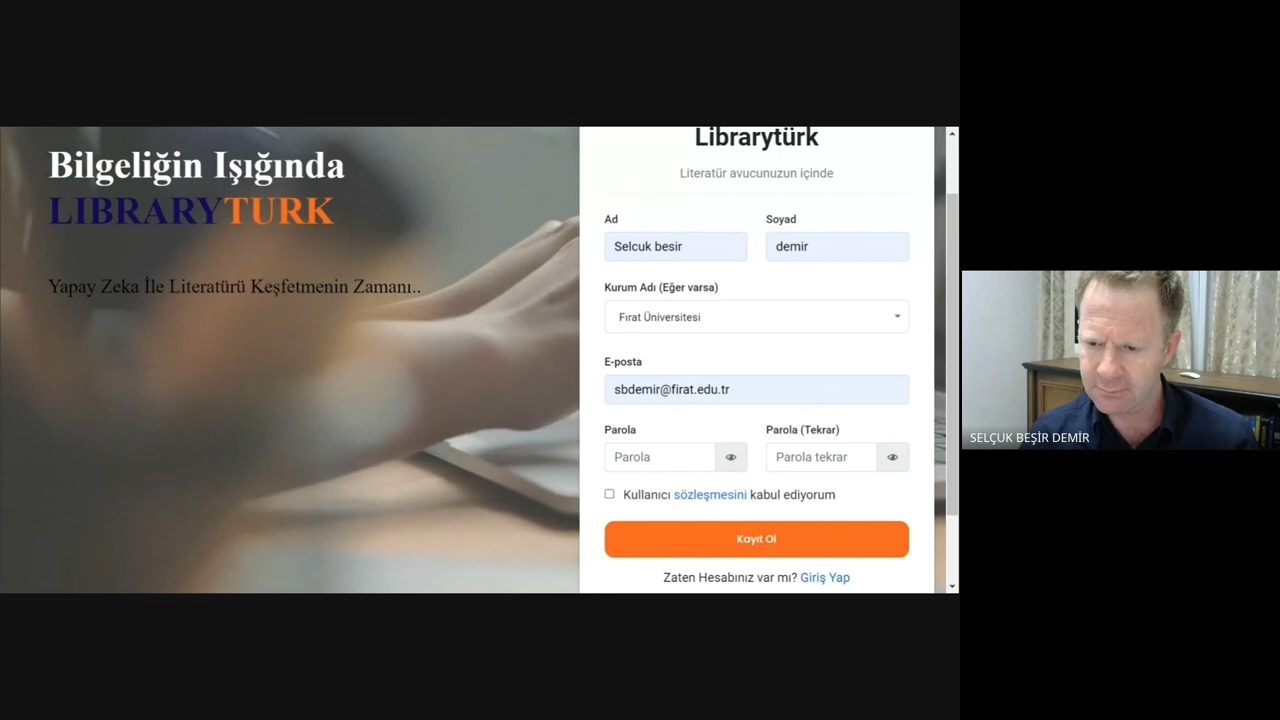 Bilgeliğin Işığında
LIBRARYTURK
Yapay Zeka İle Literatürü Keşfetmenin Zamanı..
Librarytürk
Literatür avucunuzun içinde
Ad
Soyad
Selcuk besir
demir
Kurum Adı (Eğer varsa)
Fırat Üniversitesi
E-posta
sbdemir@firat.edu.tr
Parola
Parola (Tekrar)
Parola
Parola tekrar
Kullanıcı sözleşmesini kabul ediyorum
Kayıt Ol
Zaten Hesabınız var mı? Giriş Yap
SELÇUK BEŞİR DEMİR